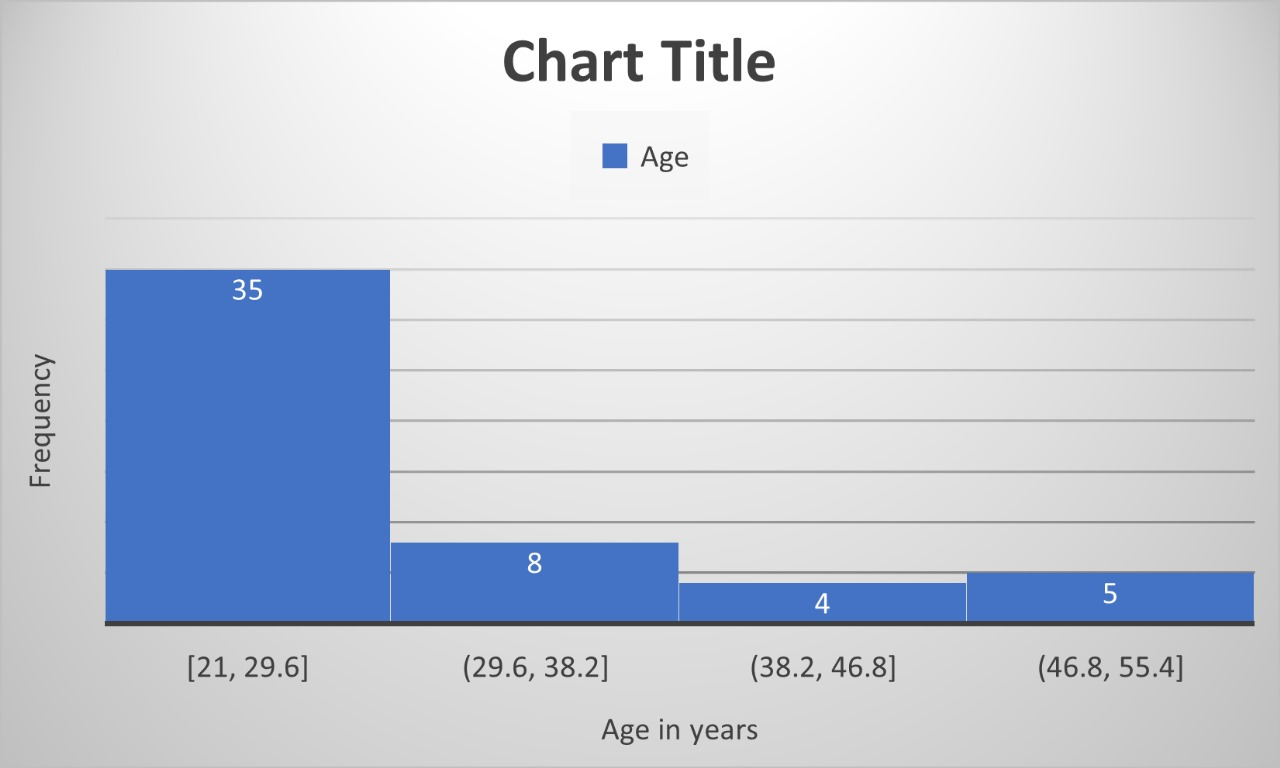 Chart Title
Age
Frequency
35
8
4
5
[21, 29.6]
(29.6, 38.2]
(38.2, 46.8]
(46.8, 55.4]
Age in years